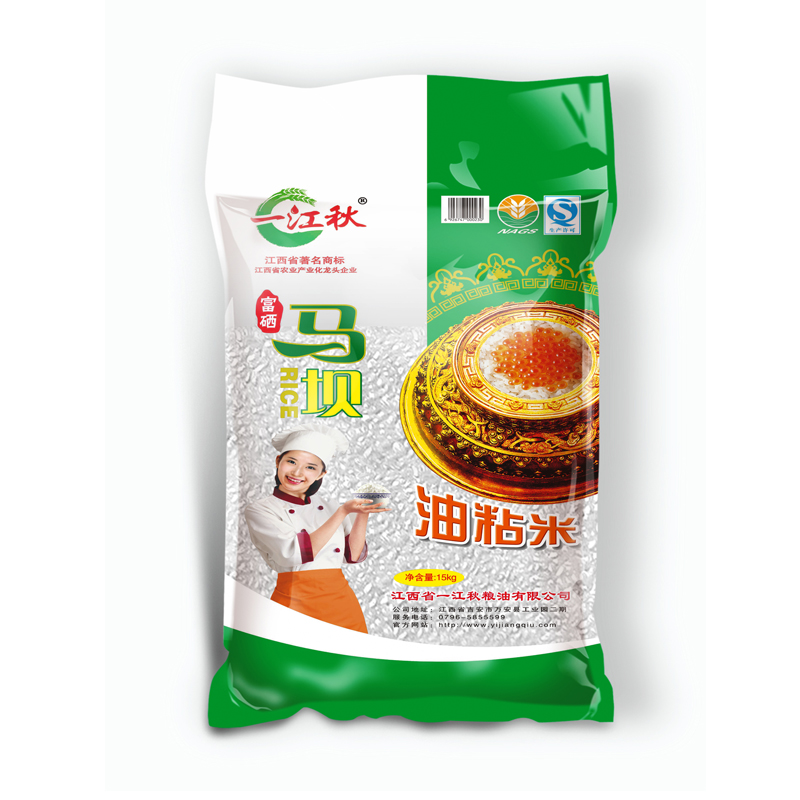 一江秋®
江西省著名商标
江西省农业产业化龙头企业
NAGS
生产许可
富硒
马坝
RICE
油粘米
净含量:15kg
江西省一江秋粮油有限公司
公司地址：江西省吉安市万安县工业园二期
服务电话：0796-5855599
官方网站：http://www.yijiangqiu.com